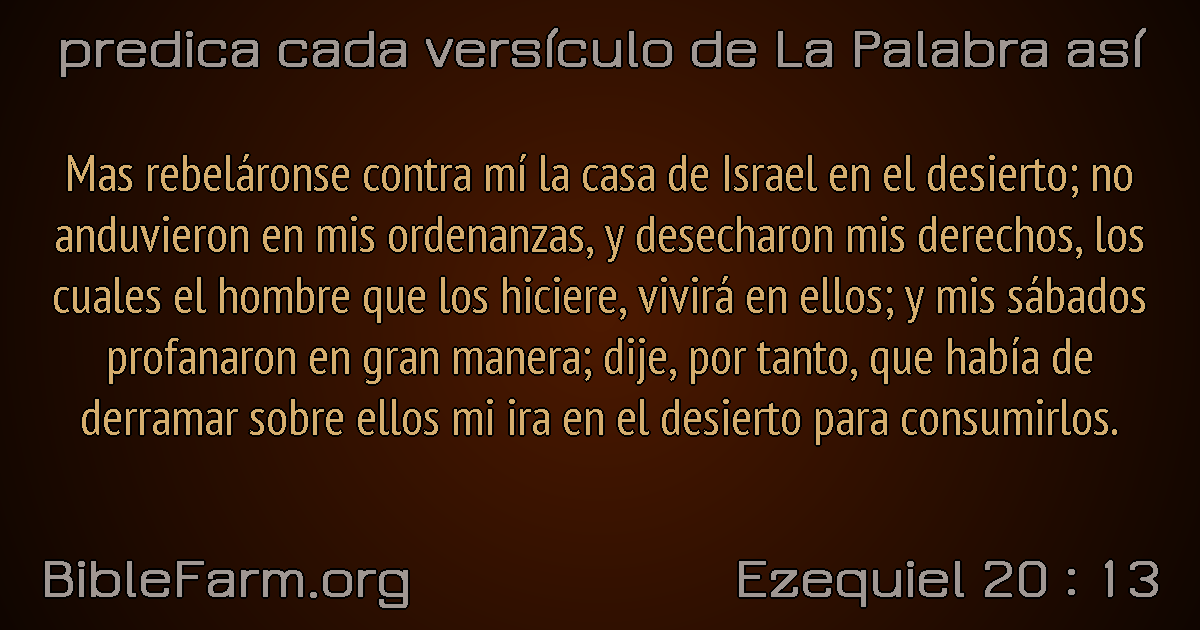 predica cada versículo de La Palabra así
Mas rebeláronse contra mí la casa de Israel en el desierto; no
anduvieron en mis ordenanzas, y desecharon mis derechos, los
cuales el hombre que los hiciere, vivirá en ellos; y mis sábados
profanaron en gran manera; dije, por tanto, que había de
derramar sobre ellos mi ira en el desierto para consumirlos.
BibleFarm.org
Ezequiel 20 : 13